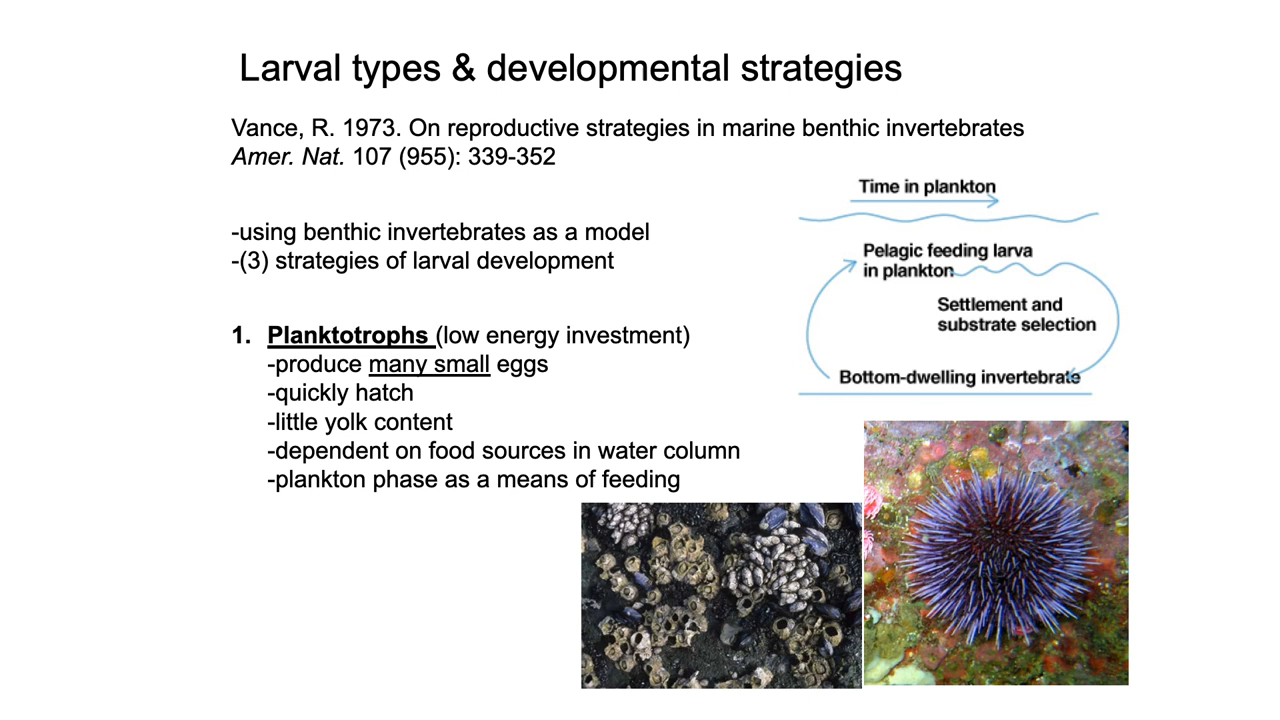 Larval types & developmental strategies
Vance, R. 1973. On reproductive strategies in marine benthic invertebrates
Amer. Nat. 107 (955): 339-352
-using benthic invertebrates as a model
-(3) strategies of larval development
1. Planktotrophs (low energy investment)
-produce many small eggs
-quickly hatch
-little yolk content
-dependent on food sources in water column
-plankton phase as a means of feeding
Time in plankton
Pelagic feeding larva
in plankton
Settlement and
substrate selection
Bottom-dwelling invertebrate